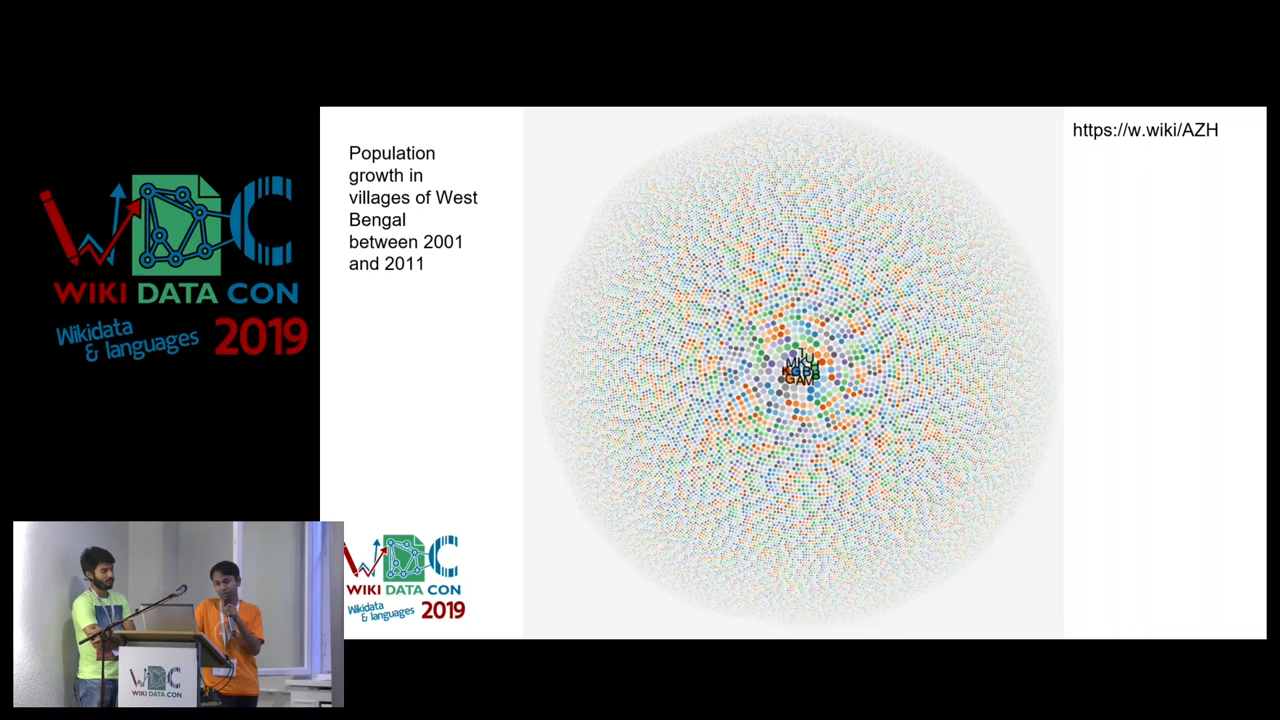 WIKI DATA CON
Wikidata
& languages 2019
Population
growth in
villages of West
Bengal
between 2001
and 2011
https://w.wiki/AZH
WIKI DATA CON
Wikidata
& languages 2019
WIKI DATA CON